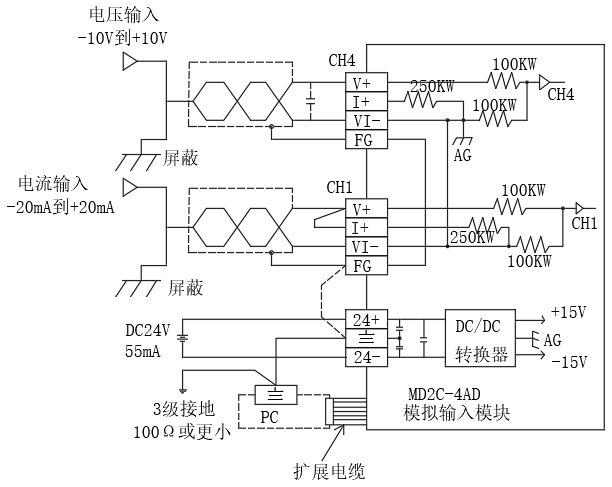 电压输入
-10V到+10V
CH4
V+
I+
VI-
FG
100KW
250KW
100KW
CH4
AG
屏蔽
电流输入
-20mA到+20mA
CH1
V+
I+
VI-
FG
100KW
250KW
100KW
CH1
屏蔽
DC24V
55mA
24+
24-
DC/DC
转换器
+15V
AG
-15V
3级接地
100Ω或更小
PC
MD2C-4AD
模拟输入模块
扩展电缆